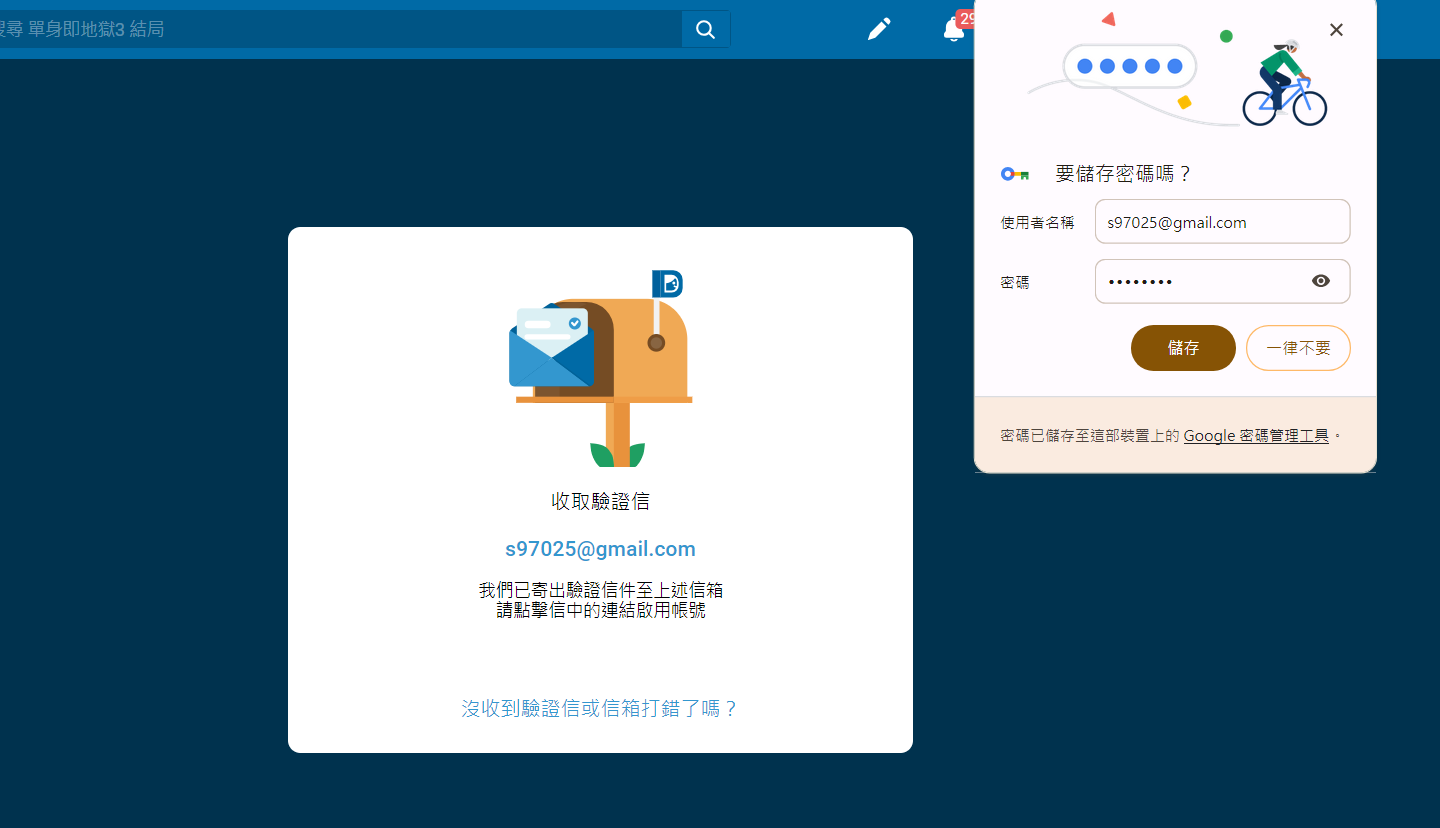 搜尋 單身即地獄3 結局
29
要儲存密碼嗎？
使用者名稱
s97025@gmail.com
密碼
••••••••
儲存
一律不要
密碼已儲存至這部裝置上的 Google 密碼管理工具。
收取驗證信
s97025@gmail.com
我們已寄出驗證信件至上述信箱
請點擊信中的連結啟用帳號
沒收到驗證信或信箱打錯了嗎？